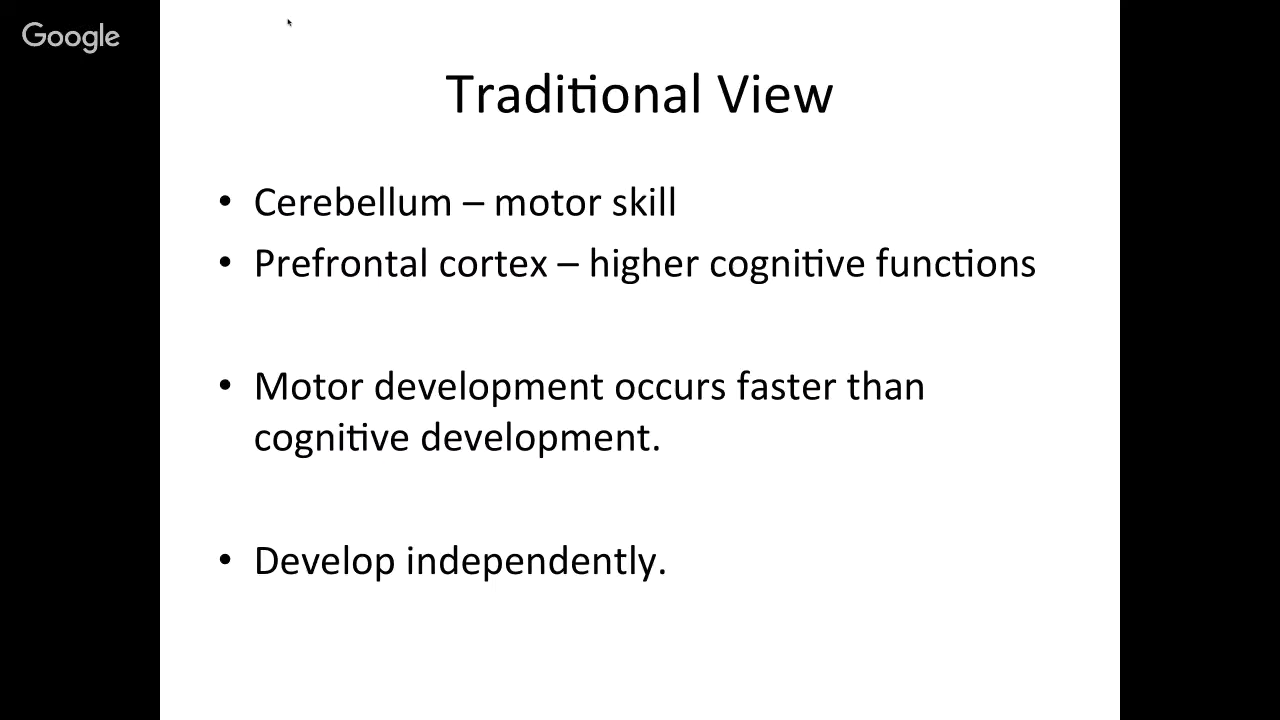 Google
Traditional View
• Cerebellum – motor skill
• Prefrontal cortex – higher cognitive functions
• Motor development occurs faster than
cognitive development.
• Develop independently.